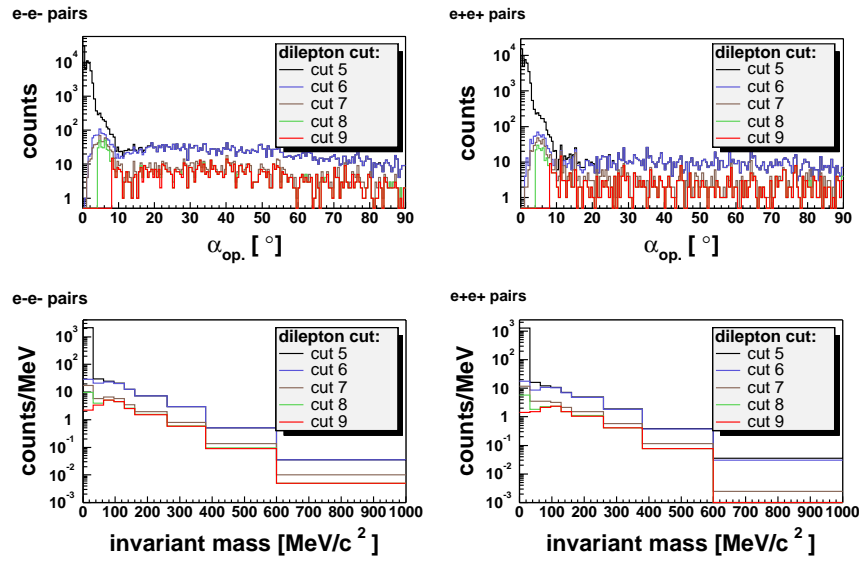 e-e- pairs
counts
10⁴
10³
10²
10
1
dilepton cut:
cut 5
cut 6
cut 7
cut 8
cut 9
0 10 20 30 40 50 60 70 80 90
αop. [ ° ]
e+e+ pairs
counts
10⁴
10³
10²
10
1
dilepton cut:
cut 5
cut 6
cut 7
cut 8
cut 9
0 10 20 30 40 50 60 70 80 90
αop. [ ° ]
e-e- pairs
counts/MeV
10³
10²
10
1
10⁻¹
10⁻²
10⁻³
dilepton cut:
cut 5
cut 6
cut 7
cut 8
cut 9
0 100 200 300 400 500 600 700 800 900 1000
invariant mass [MeV/c ² ]
e+e+ pairs
counts/MeV
10³
10²
10
1
10⁻¹
10⁻²
10⁻³
dilepton cut:
cut 5
cut 6
cut 7
cut 8
cut 9
0 100 200 300 400 500 600 700 800 900 1000
invariant mass [MeV/c ² ]